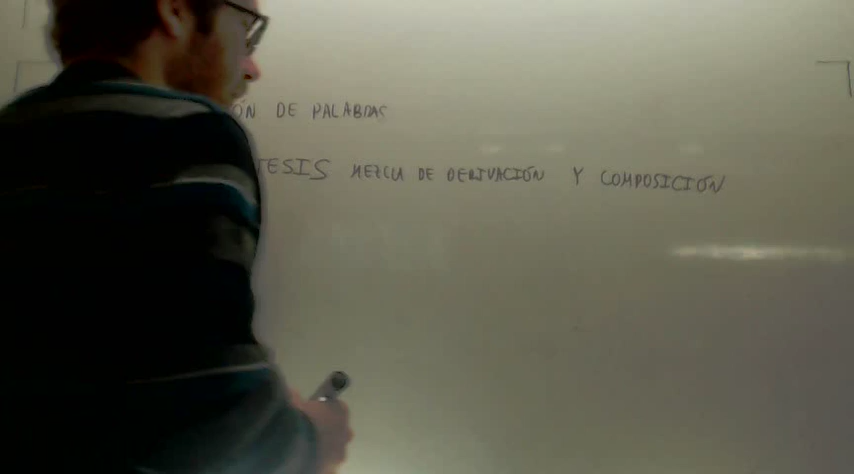 ÓN DE PALABRAS
TESIS MEZCLA DE DERIVACIÓN Y COMPOSICIÓN